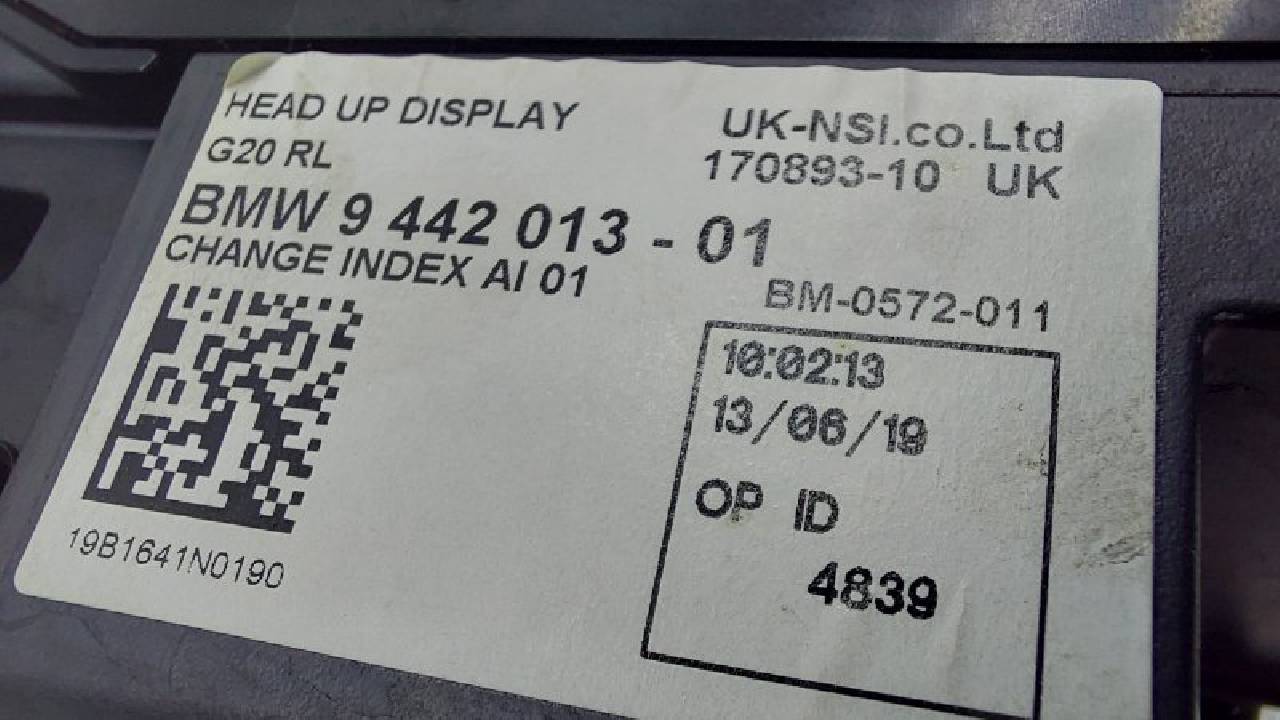 HEAD UP DISPLAY
G20 RL
BMW 9 442 013 - 01
CHANGE INDEX AI 01
UK-NSI.co.Ltd
170893-10 UK
BM-0572-011
10:02:13
13/06/19
OP ID
4839
19B1641N0190